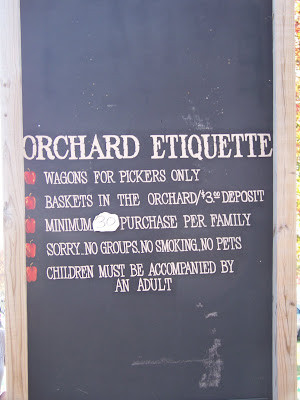 ORCHARD ETIQUETTE
WAGONS FOR PICKERS ONLY
BASKETS IN THE ORCHARD/$3.00 DEPOSIT
MINIMUM 30 PURCHASE PER FAMILY
SORRY..NO GROUPS, NO SMOKING, NO PETS
CHILDREN MUST BE ACCOMPANIED BY
AN ADULT